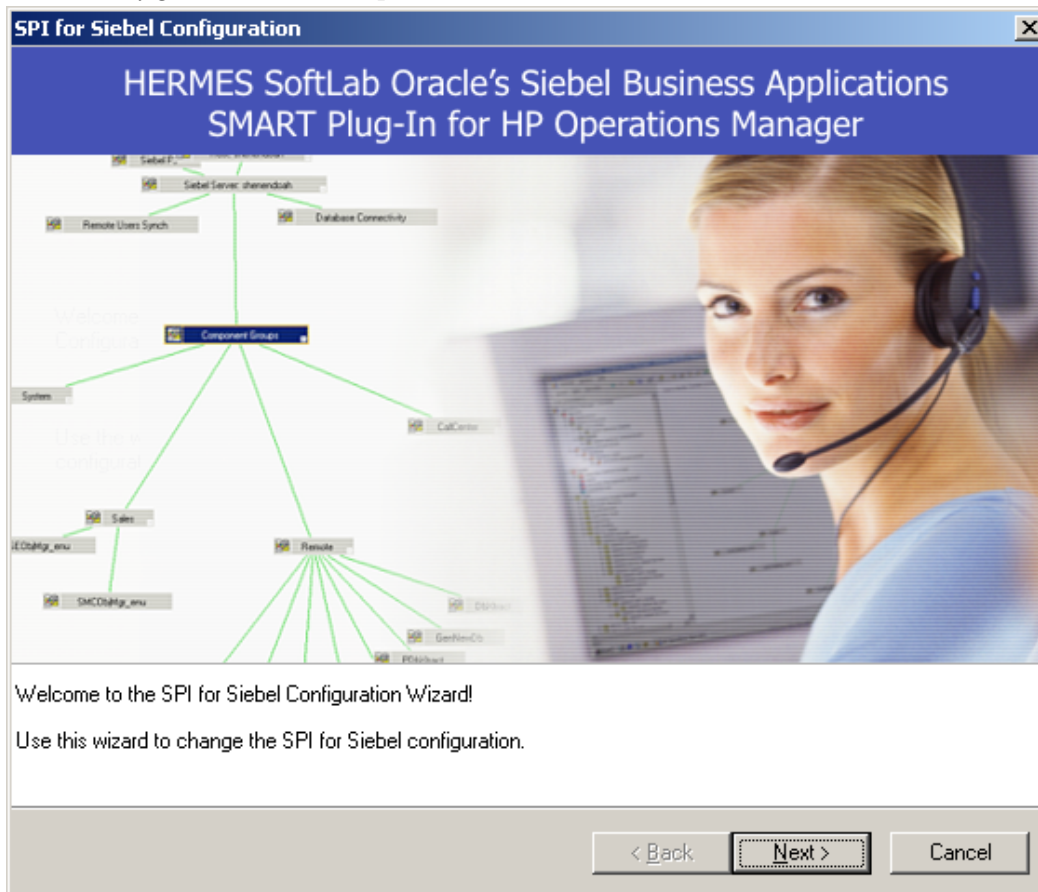 SPI for Siebel Configuration
HERMES SoftLab Oracle's Siebel Business Applications
SMART Plug-In for HP Operations Manager
Siebel Server: shenendoah
Remote Users Synch
Database Connectivity
Component Groups
System
CallCenter
Sales
Remote
SMCObjMgr_enu
GenNewDb
Welcome to the SPI for Siebel Configuration Wizard!
Use this wizard to change the SPI for Siebel configuration.
< Back
Next >
Cancel